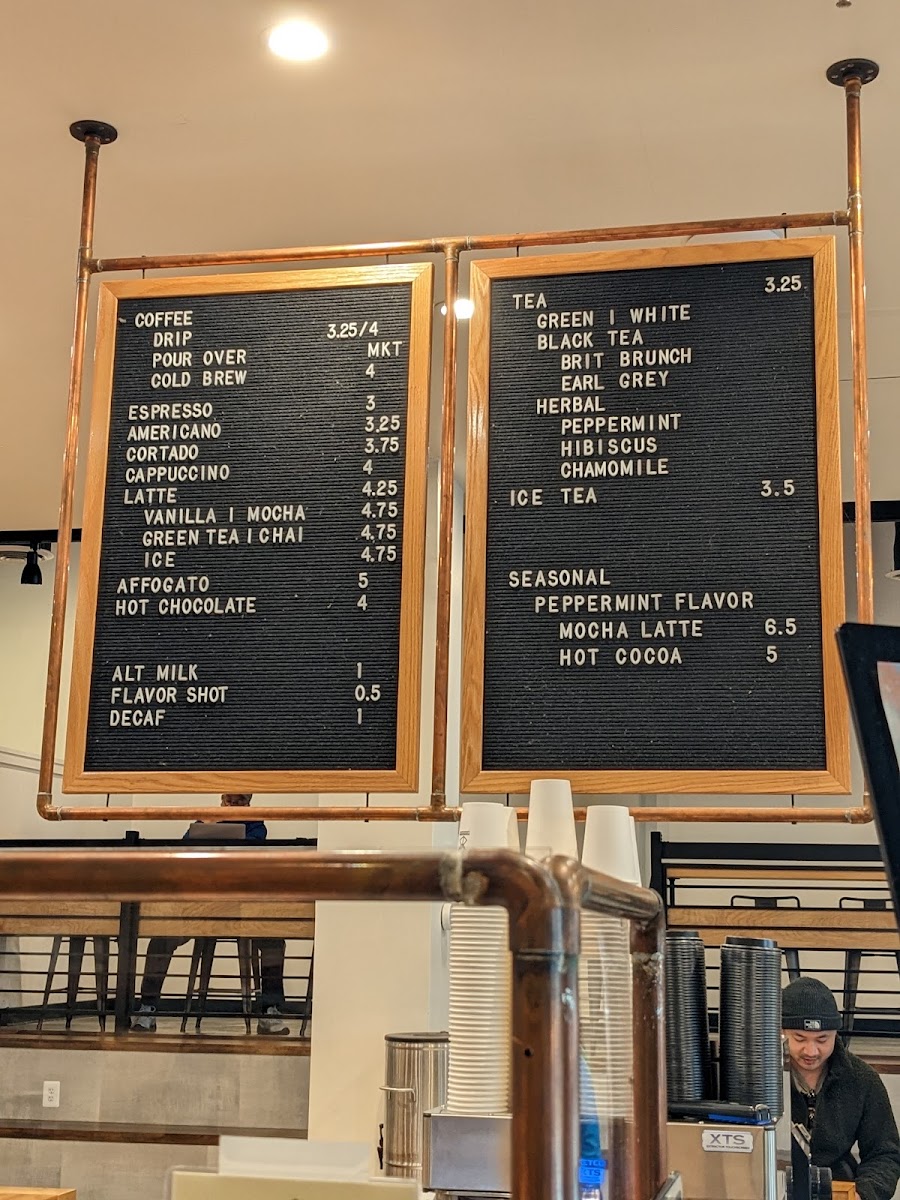 COFFEE
DRIP 3.25/4
POUR OVER MKT
COLD BREW 4
ESPRESSO 3
AMERICANO 3.25
CORTADO 3.75
CAPPUCCINO 4
LATTE 4.25
VANILLA | MOCHA 4.75
GREEN TEA | CHAI 4.75
ICE 4.75
AFFOGATO 5
HOT CHOCOLATE 4
ALT MILK 1
FLAVOR SHOT 0.5
DECAF 1
TEA 3.25
GREEN | WHITE
BLACK TEA
BRIT BRUNCH
EARL GREY
HERBAL
PEPPERMINT
HIBISCUS
CHAMOMILE
ICE TEA 3.5
SEASONAL
PEPPERMINT FLAVOR
MOCHA LATTE 6.5
HOT COCOA 5
XTS